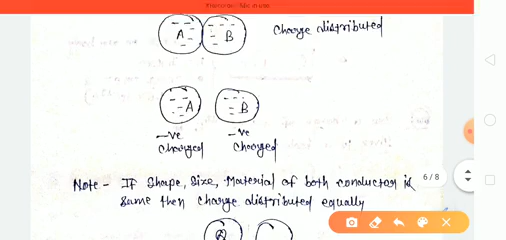 A B Charge distributed
A B
-ve -ve
Charged Charged
Note - If Shape, Size, Material of both conductor is
Same then charge distributed equally
6 / 8